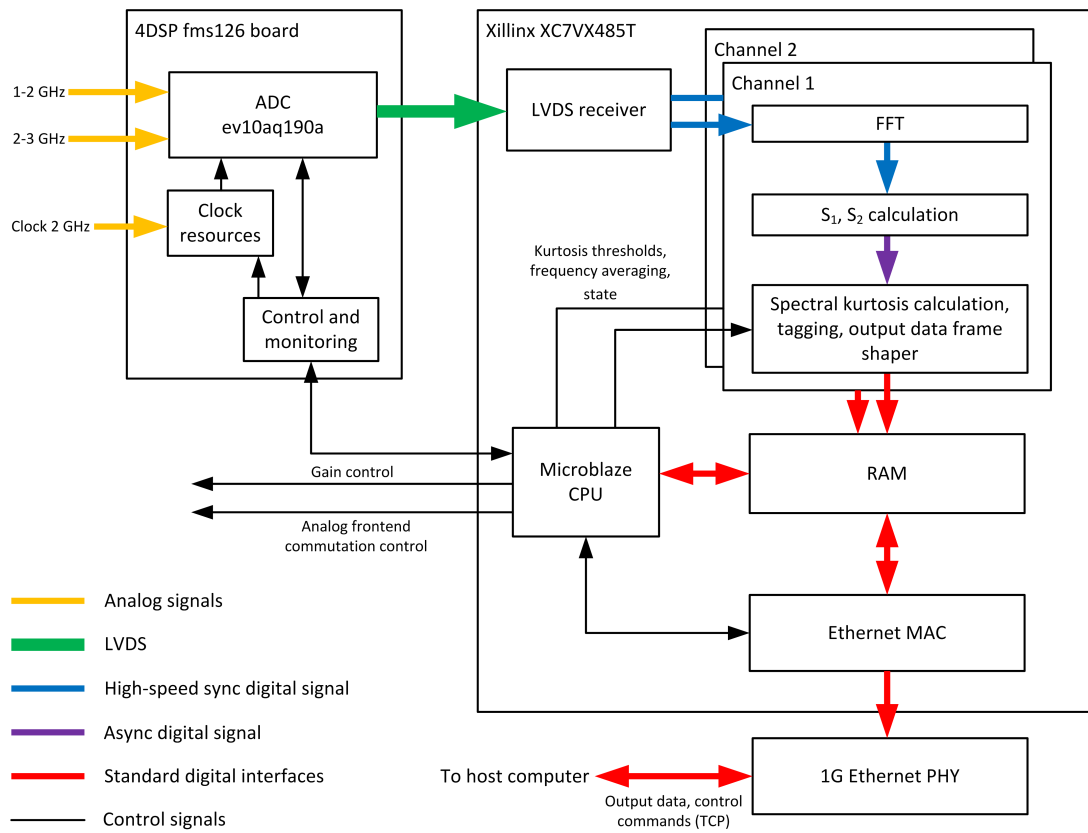 4DSP fms126 board
Xillinx XC7VX485T
Channel 2
Channel 1
1-2 GHz
2-3 GHz
Clock 2 GHz
ADC
ev10aq190a
Clock
resources
Control and
monitoring
LVDS receiver
FFT
S₁, S₂ calculation
Kurtosis thresholds,
frequency averaging,
state
Spectral kurtosis calculation,
tagging, output data frame
shaper
Microblaze
CPU
RAM
Gain control
Analog frontend
commutation control
Ethernet MAC
1G Ethernet PHY
To host computer
Output data, control
commands (TCP)
Analog signals
LVDS
High-speed sync digital signal
Async digital signal
Standard digital interfaces
Control signals